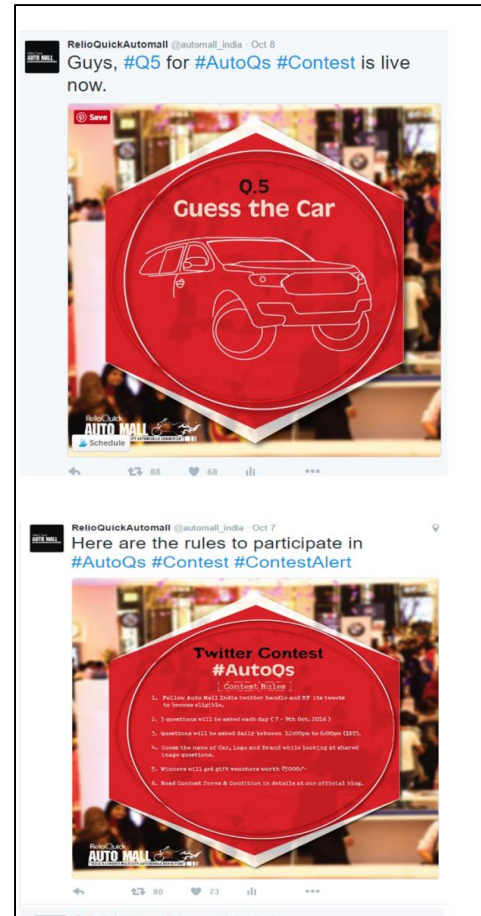 RelioQuickAutomall @automall_india · Oct 8
Guys, #Q5 for #AutoQs #Contest is live
now.
Save
Q.5
Guess the Car
RelioQuick
AUTO MALL
Schedule
88 68
RelioQuickAutomall @automall_india · Oct 7
Here are the rules to participate in
#AutoQs #Contest #ContestAlert
Twitter Contest
#AutoQs
Contest Rules
1. Follow Auto Mall India twitter handle and RT its tweets
to become eligible.
2. 3 questions will be asked each day ( 7 - 9th Oct, 2016 )
3. Questions will be asked daily between 12:00pm to 6:00pm (IST).
4. Guess the name of Car, Logo and Brand while looking at shared
image questions.
5. Winners will get gift vouchers worth ₹5000/-
6. Read Contest Terms & Condition in details at our official blog.
RelioQuick
AUTO MALL
80 73